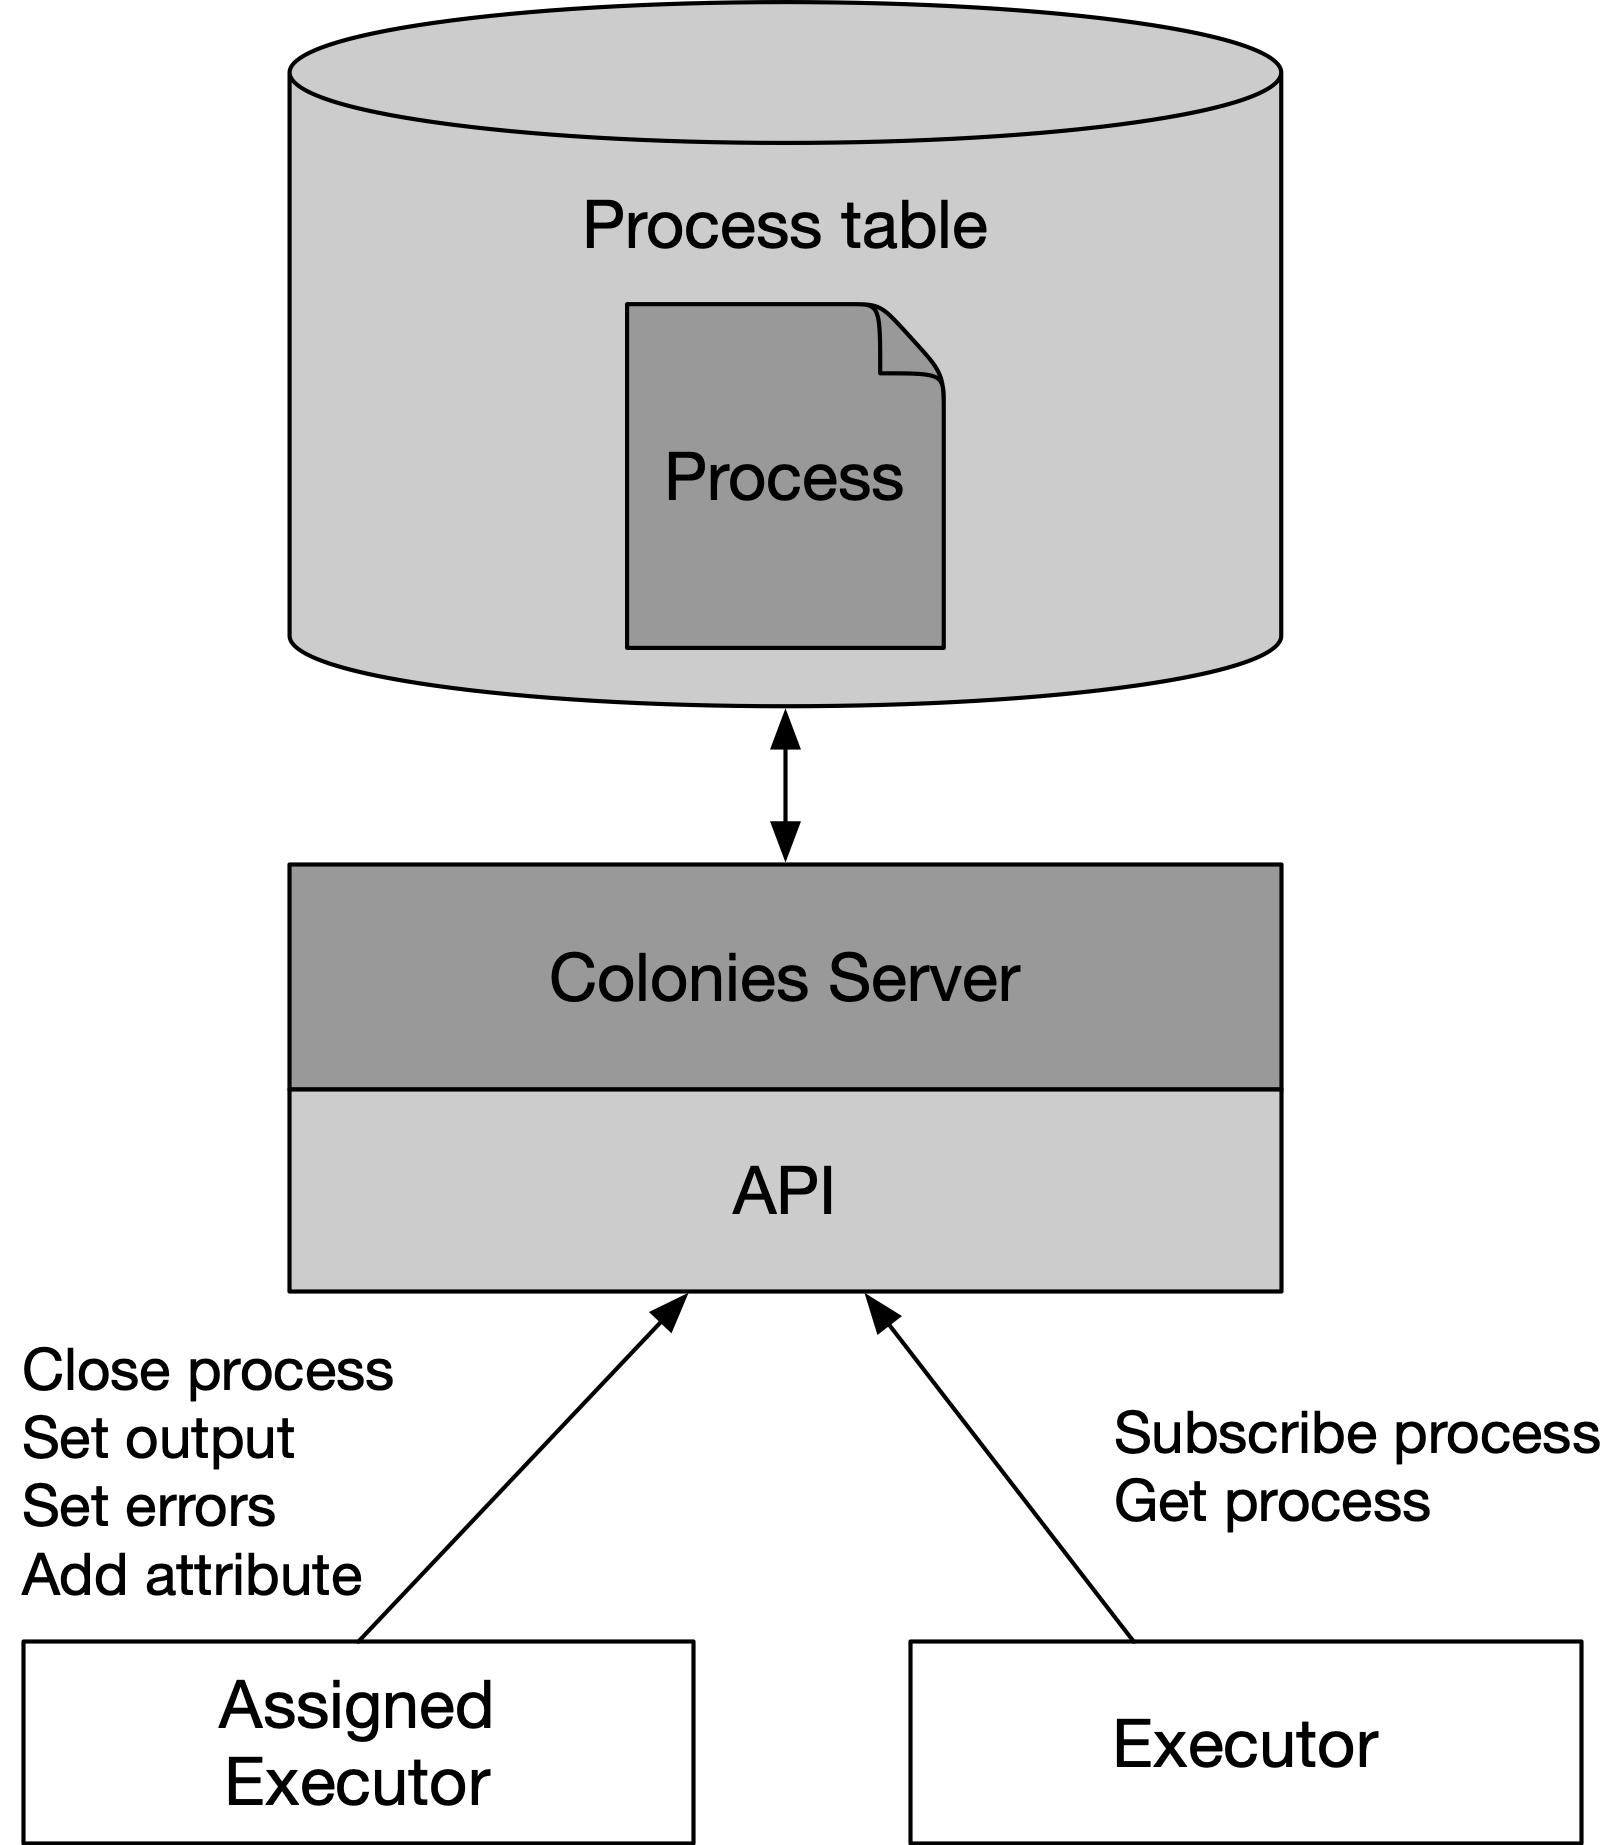 Process table
Process
Colonies Server
API
Close process
Set output
Set errors
Add attribute
Subscribe process
Get process
Assigned
Executor
Executor